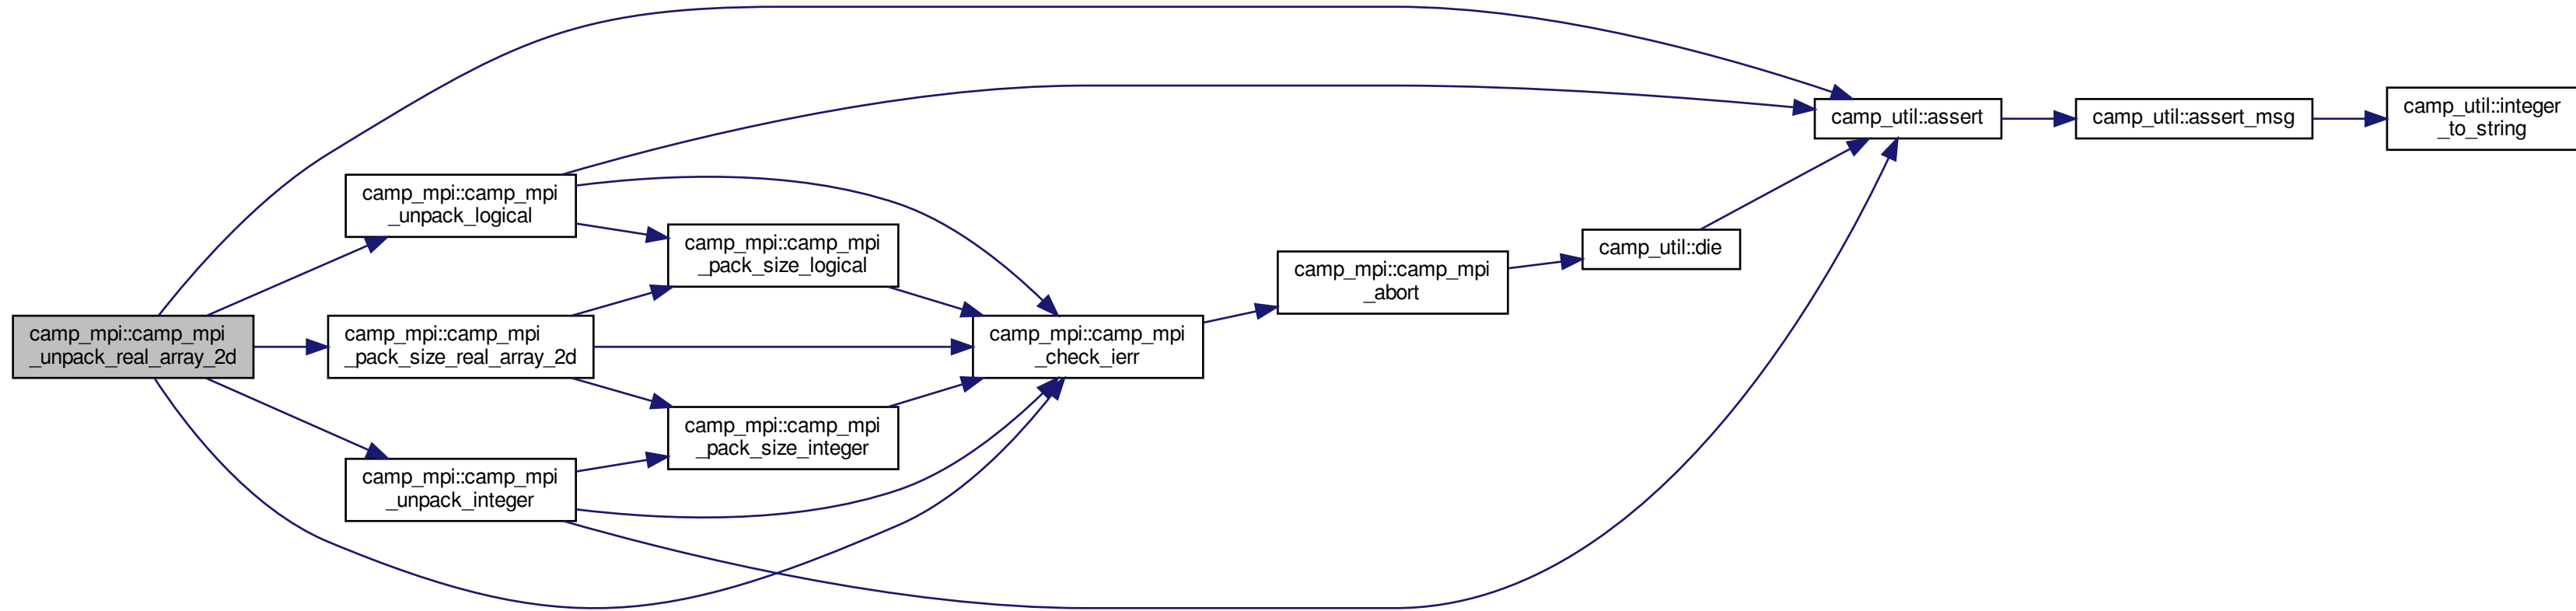 camp_mpi::camp_mpi
_unpack_real_array_2d
camp_mpi::camp_mpi
_unpack_logical
camp_mpi::camp_mpi
_pack_size_real_array_2d
camp_mpi::camp_mpi
_unpack_integer
camp_mpi::camp_mpi
_pack_size_logical
camp_mpi::camp_mpi
_pack_size_integer
camp_mpi::camp_mpi
_check_ierr
camp_mpi::camp_mpi
_abort
camp_util::die
camp_util::assert
camp_util::assert_msg
camp_util::integer
_to_string